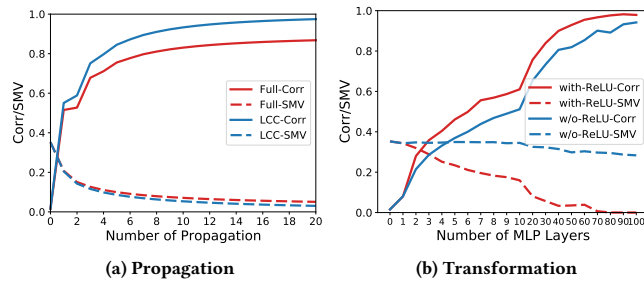 Corr/SMV
1.0
0.8
0.6
0.4
0.2
0.0
Full-Corr
Full-SMV
LCC-Corr
LCC-SMV
0 2 4 6 8 10 12 14 16 18 20
Number of Propagation
(a) Propagation
Corr/SMV
1.0
0.8
0.6
0.4
0.2
0.0
with-ReLU-Corr
with-ReLU-SMV
w/o-ReLU-Corr
w/o-ReLU-SMV
0 1 2 3 4 5 6 7 8 9 10 20 30 40 50 60 70 80 90 100
Number of MLP Layers
(b) Transformation